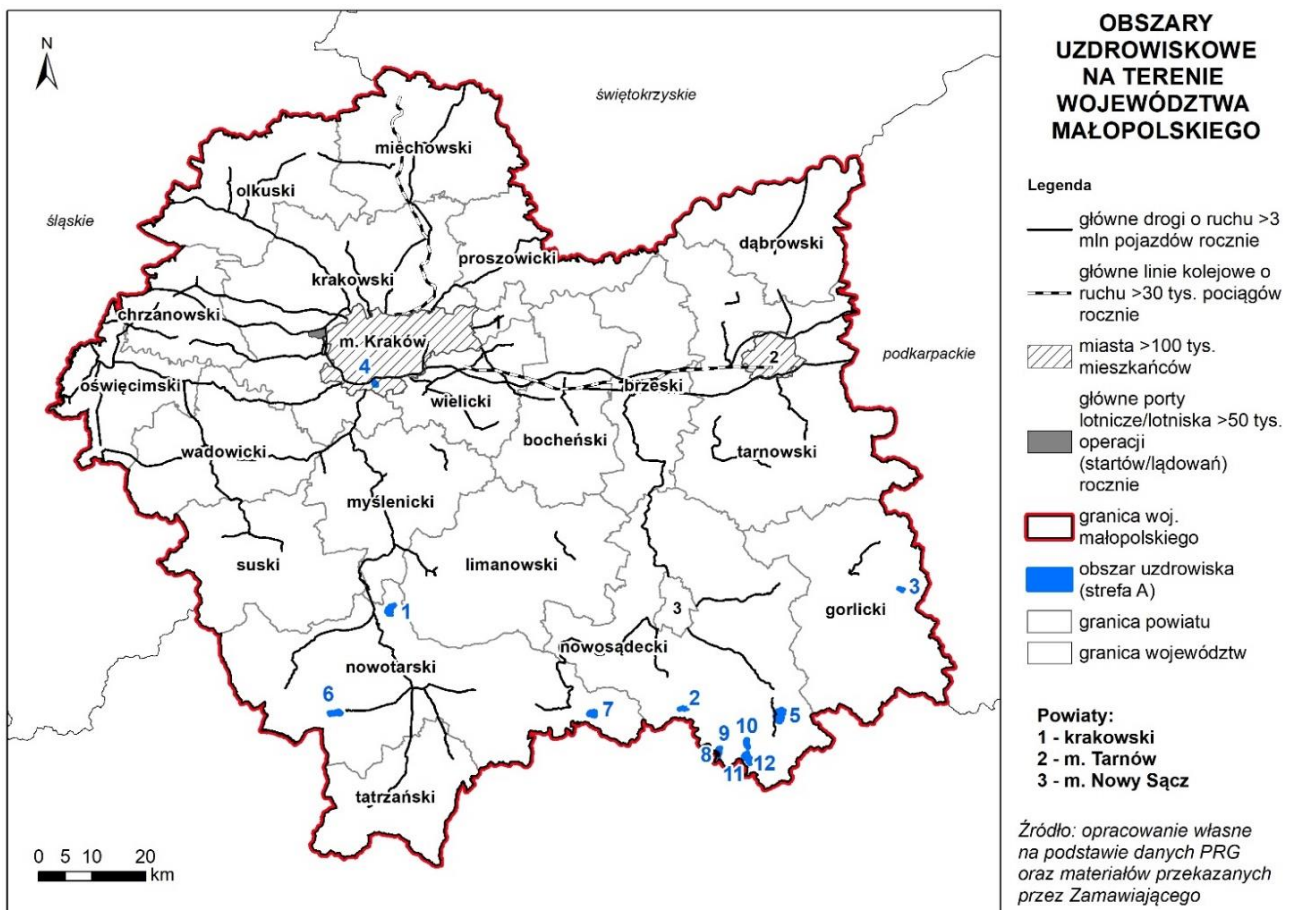 N
świętokrzyskie
miechowski
olkuski
śląskie
dąbrowski
proszowicki
krakowski
chrzanowski
1
m. Kraków
2
podkarpackie
4
oświęcimski
brzeski
wielicki
bocheński
wadowicki
tarnowski
myślenicki
suski
limanowski
3
gorlicki
1
3
nowosądecki
nowotarski
6
7
2
5
10
9
8
12
11
tatrzański
0 5 10 20
km
OBSZARY
UZDROWISKOWE
NA TERENIE
WOJEWÓDZTWA
MAŁOPOLSKIEGO
Legenda
główne drogi o ruchu >3
mln pojazdów rocznie
główne linie kolejowe o
ruchu >30 tys. pociągów
rocznie
miasta >100 tys.
mieszkańców
główne porty
lotnicze/lotniska >50 tys.
operacji
(startów/lądowań)
rocznie
granica woj.
małopolskiego
obszar uzdrowiska
(strefa A)
granica powiatu
granica województw
Powiaty:
1 - krakowski
2 - m. Tarnów
3 - m. Nowy Sącz
Źródło: opracowanie własne
na podstawie danych PRG
oraz materiałów przekazanych
przez Zamawiającego